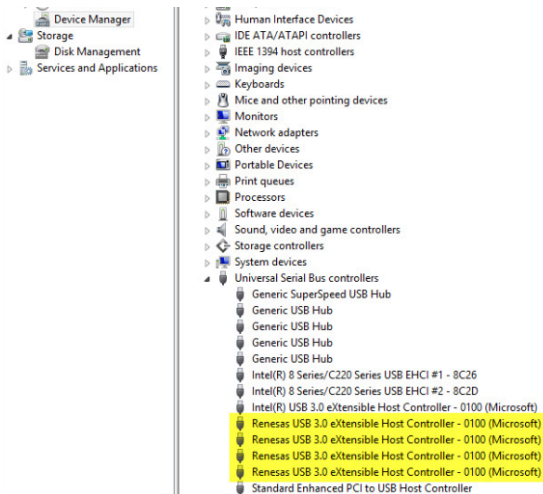 Device Manager
Storage
Disk Management
Services and Applications
Human Interface Devices
IDE ATA/ATAPI controllers
IEEE 1394 host controllers
Imaging devices
Keyboards
Mice and other pointing devices
Monitors
Network adapters
Other devices
Portable Devices
Print queues
Processors
Software devices
Sound, video and game controllers
Storage controllers
System devices
Universal Serial Bus controllers
Generic SuperSpeed USB Hub
Generic USB Hub
Generic USB Hub
Generic USB Hub
Generic USB Hub
Intel(R) 8 Series/C220 Series USB EHCI #1 - 8C26
Intel(R) 8 Series/C220 Series USB EHCI #2 - 8C2D
Intel(R) USB 3.0 eXtensible Host Controller - 0100 (Microsoft)
Renesas USB 3.0 eXtensible Host Controller - 0100 (Microsoft)
Renesas USB 3.0 eXtensible Host Controller - 0100 (Microsoft)
Renesas USB 3.0 eXtensible Host Controller - 0100 (Microsoft)
Renesas USB 3.0 eXtensible Host Controller - 0100 (Microsoft)
Standard Enhanced PCI to USB Host Controller